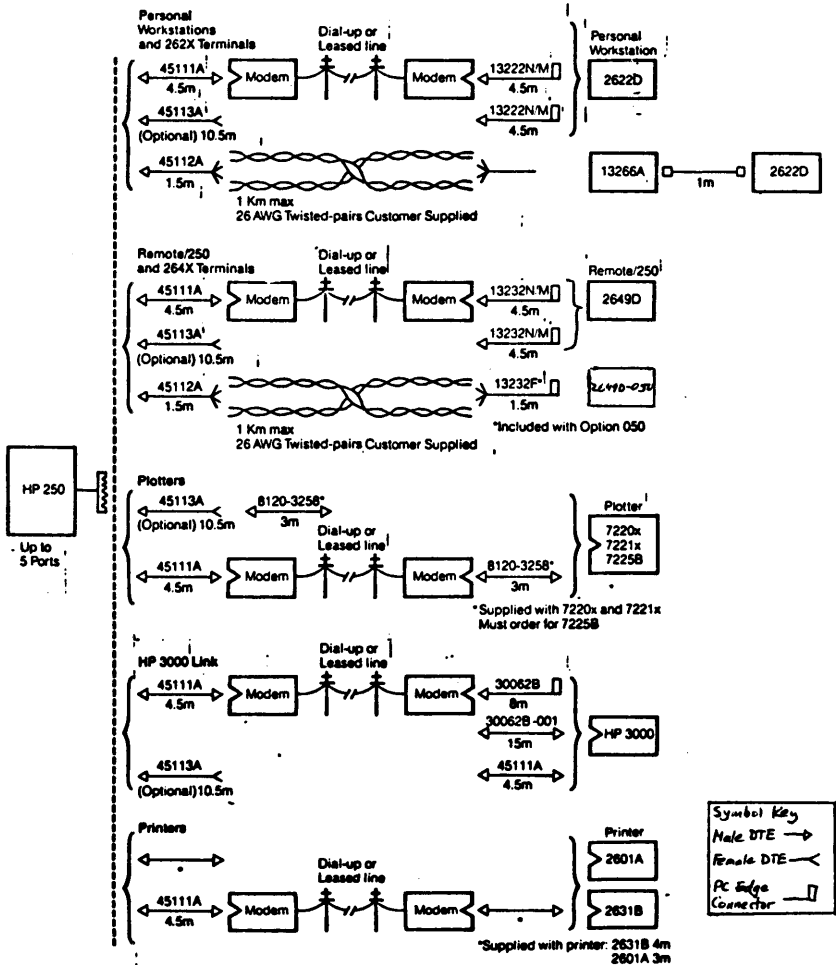 Personal
Workstations
and 262X Terminals
Dial-up or
Leased line
Personal
Workstation
45111A
4.5m
Modem
Modem
13222N/M
4.5m
2622D
45113A
(Optional) 10.5m
13222N/M
4.5m
45112A
1.5m
1 Km max
26 AWG Twisted-pairs Customer Supplied
13266A
1m
2622D
Remote/250
and 264X Terminals
Dial-up or
Leased line
Remote/250
45111A
4.5m
Modem
Modem
13232N/M
4.5m
2649D
45113A
(Optional) 10.5m
13232N/M
4.5m
45112A
1.5m
1 Km max
26 AWG Twisted-pairs Customer Supplied
13232F*
1.5m
*Included with Option 050
HP 250
Up to
5 Ports
Plotters
45113A
(Optional) 10.5m
8120-3258*
3m
Dial-up or
Leased line
Plotter
7220x
7221x
7225B
45111A
4.5m
Modem
Modem
8120-3258*
3m
*Supplied with 7220x and 7221x
Must order for 7225B
HP 3000 Link
Dial-up or
Leased line
45111A
4.5m
Modem
Modem
30062B
8m
30062B-001
15m
HP 3000
45113A
(Optional) 10.5m
45111A
4.5m
Printers
Printer
2601A
Dial-up or
Leased line
45111A
4.5m
Modem
Modem
2631B
*Supplied with printer: 2631B 4m
2601A 3m
Symbol Key
Male DTE
Female DTE
PC Edge
Connector